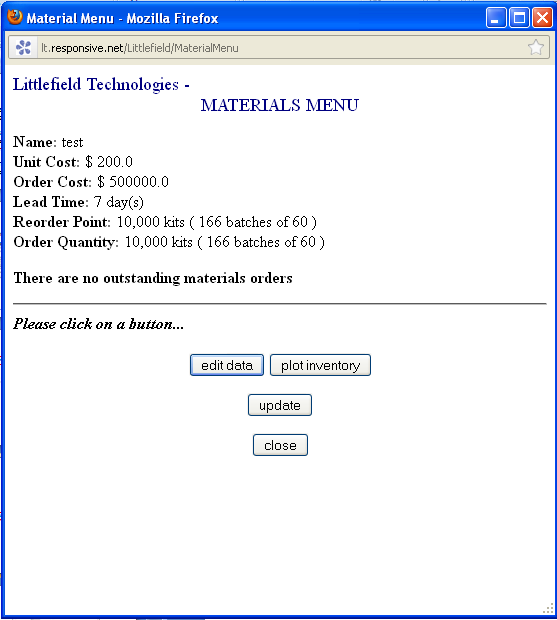 Material Menu - Mozilla Firefox
lt.responsive.net/Littlefield/MaterialMenu
Littlefield Technologies -
MATERIALS MENU
Name: test
Unit Cost: $ 200.0
Order Cost: $ 500000.0
Lead Time: 7 day(s)
Reorder Point: 10,000 kits ( 166 batches of 60 )
Order Quantity: 10,000 kits ( 166 batches of 60 )
There are no outstanding materials orders
Please click on a button...
edit data plot inventory
update
close